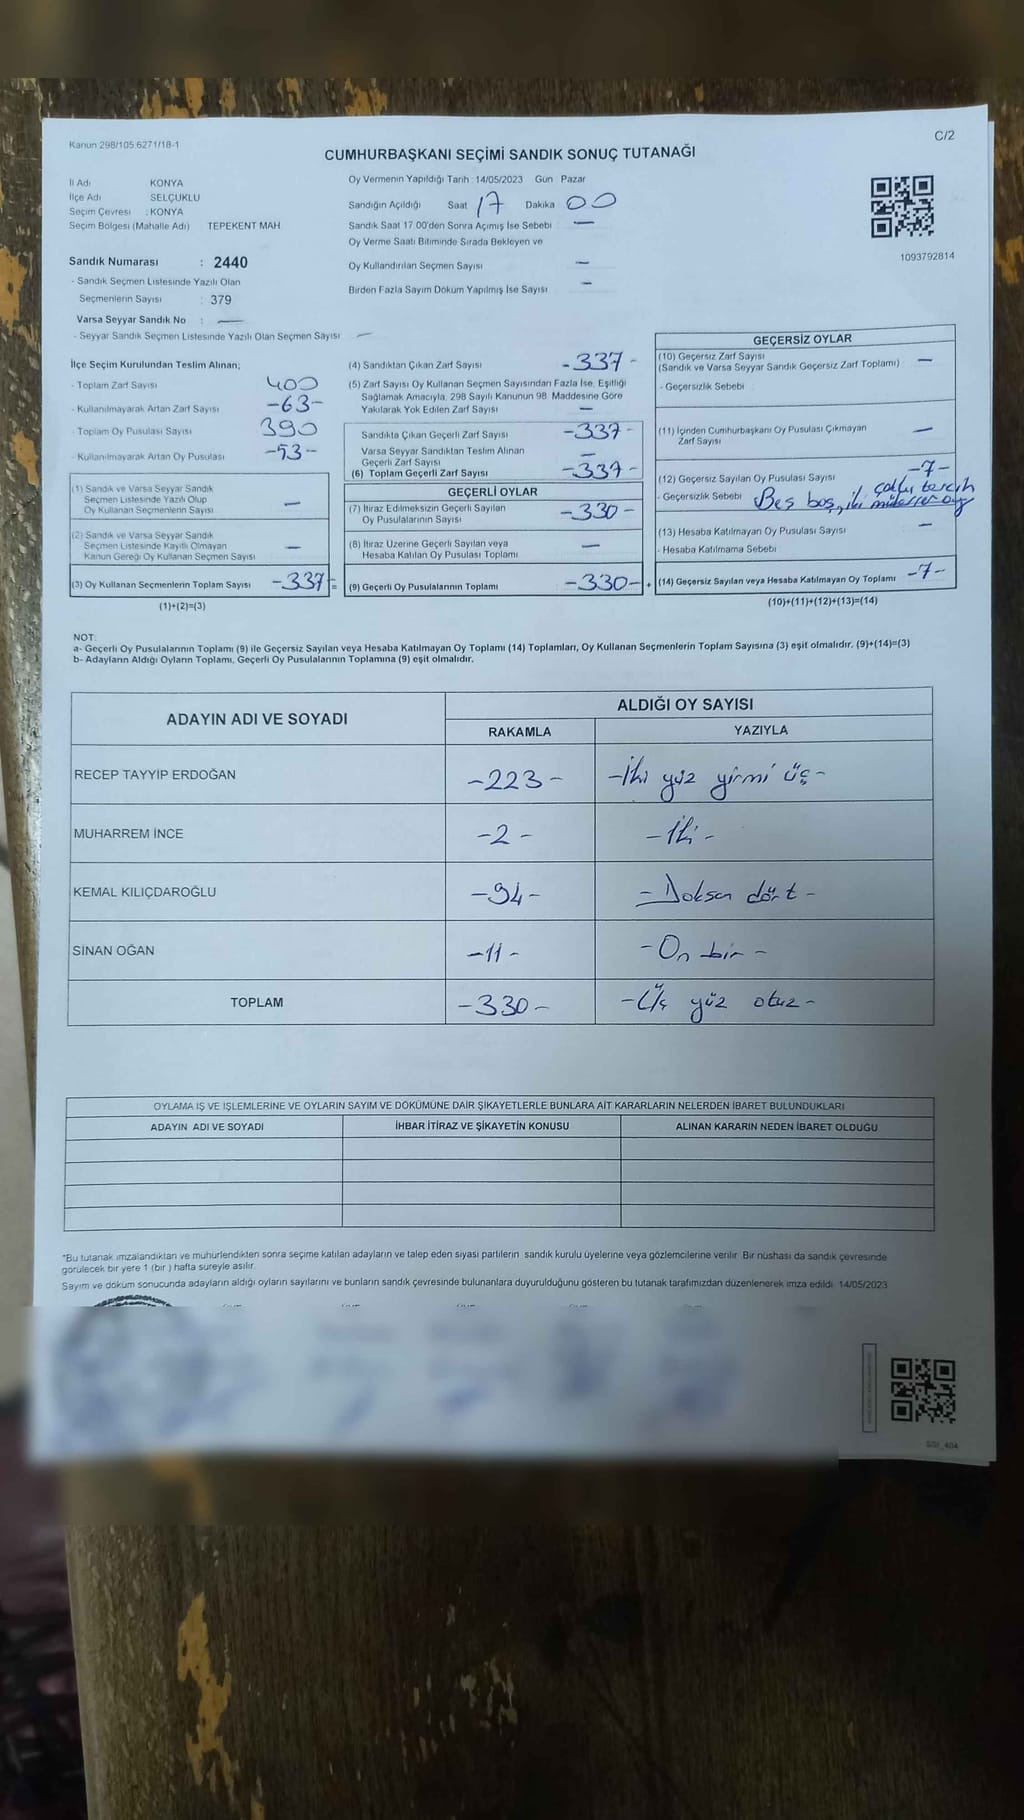 Kanun 298/105 6271/18-1
C/2
CUMHURBAŞKANI SEÇİMİ SANDIK SONUÇ TUTANAĞI
İl Adı KONYA
İlçe Adı SELÇUKLU
Seçim Çevresi : KONYA
Seçim Bölgesi (Mahalle Adı) TEPEKENT MAH.
Oy Vermenin Yapıldığı Tarih : 14/05/2023 Gün Pazar
Sandığın Açıldığı Saat 17 Dakika 00
Sandık Saat 17.00'den Sonra Açımış İse Sebebi —
Oy Verme Saati Bitiminde Sırada Bekleyen ve
Oy Kullandırılan Seçmen Sayısı —
Birden Fazla Sayım Döküm Yapılmış İse Sayısı —
1093792814
Sandık Numarası : 2440
- Sandık Seçmen Listesinde Yazılı Olan
Seçmenlerin Sayısı : 379
Varsa Seyyar Sandık No : —
- Seyyar Sandık Seçmen Listesinde Yazılı Olan Seçmen Sayısı —
İlçe Seçim Kurulundan Teslim Alınan;
- Toplam Zarf Sayısı 400
- Kullanılmayarak Artan Zarf Sayısı -63-
- Toplam Oy Pusulası Sayısı 390
- Kullanılmayarak Artan Oy Pusulası -53-
(1) Sandık ve Varsa Seyyar Sandık
Seçmen Listesinde Yazılı Olup
Oy Kullanan Seçmenlerin Sayısı —
(2) Sandık ve Varsa Seyyar Sandık
Seçmen Listesinde Kayıtlı Olmayan
Kanun Gereği Oy Kullanan Seçmen Sayısı —
(3) Oy Kullanan Seçmenlerin Toplam Sayısı -337- =
(1)+(2)=(3)
(4) Sandıktan Çıkan Zarf Sayısı -337-
(5) Zarf Sayısı Oy Kullanan Seçmen Sayısından Fazla İse, Eşitliği
Sağlamak Amacıyla, 298 Sayılı Kanunun 98. Maddesine Göre
Yakılarak Yok Edilen Zarf Sayısı —
Sandıkta Çıkan Geçerli Zarf Sayısı -337-
Varsa Seyyar Sandıktan Teslim Alınan
Geçerli Zarf Sayısı —
(6) Toplam Geçerli Zarf Sayısı -337-
GEÇERLİ OYLAR
(7) İtiraz Edilmeksizin Geçerli Sayılan
Oy Pusulalarının Sayısı -330-
(8) İtiraz Üzerine Geçerli Sayılan veya
Hesaba Katılan Oy Pusulası Toplamı —
(9) Geçerli Oy Pusulalarının Toplamı -330- +
GEÇERSİZ OYLAR
(10) Geçersiz Zarf Sayısı
(Sandık ve Varsa Seyyar Sandık Geçersiz Zarf Toplamı) —
- Geçersizlik Sebebi
(11) İçinden Cumhurbaşkanı Oy Pusulası Çıkmayan
Zarf Sayısı —
(12) Geçersiz Sayılan Oy Pusulası Sayısı -7-
- Geçersizlik Sebebi Beş boş, iki çoklu tercih
(13) Hesaba Katılmayan Oy Pusulası Sayısı —
- Hesaba Katılmama Sebebi
(14) Geçersiz Sayılan veya Hesaba Katılmayan Oy Toplamı -7-
(10)+(11)+(12)+(13)=(14)
NOT:
a- Geçerli Oy Pusulalarının Toplamı (9) ile Geçersiz Sayılan veya Hesaba Katılmayan Oy Toplamı (14) Toplamları, Oy Kullanan Seçmenlerin Toplam Sayısına (3) eşit olmalıdır. (9)+(14)=(3)
b- Adayların Aldığı Oyların Toplamı, Geçerli Oy Pusulalarının Toplamına (9) eşit olmalıdır.
ADAYIN ADI VE SOYADI ALDIĞI OY SAYISI
RAKAMLA YAZIYLA
RECEP TAYYİP ERDOĞAN -223- -İki yüz yirmi üç-
MUHARREM İNCE -2- -İki-
KEMAL KILIÇDAROĞLU -94- -Doksan dört-
SİNAN OĞAN -11- -On bir-
TOPLAM -330- -Üç yüz otuz-
OYLAMA İŞ VE İŞLEMLERİNE VE OYLARIN SAYIM VE DÖKÜMÜNE DAİR ŞİKAYETLERLE BUNLARA AİT KARARLARIN NELERDEN İBARET BULUNDUKLARI
ADAYIN ADI VE SOYADI İHBAR İTİRAZ VE ŞİKAYETİN KONUSU ALINAN KARARIN NEDEN İBARET OLDUĞU
*Bu tutanak imzalandıktan ve mühürlendikten sonra seçime katılan adayların ve talep eden siyasi partilerin sandık kurulu üyelerine veya gözlemcilerine verilir. Bir nüshası da sandık çevresinde
görülecek bir yere 1 (bir) hafta süreyle asılır.
Sayım ve döküm sonucunda adayların aldığı oyların sayılarını ve bunların sandık çevresinde bulunanlara duyurulduğunu gösteren bu tutanak tarafımızdan düzenlenerek imza edildi. 14/05/2023